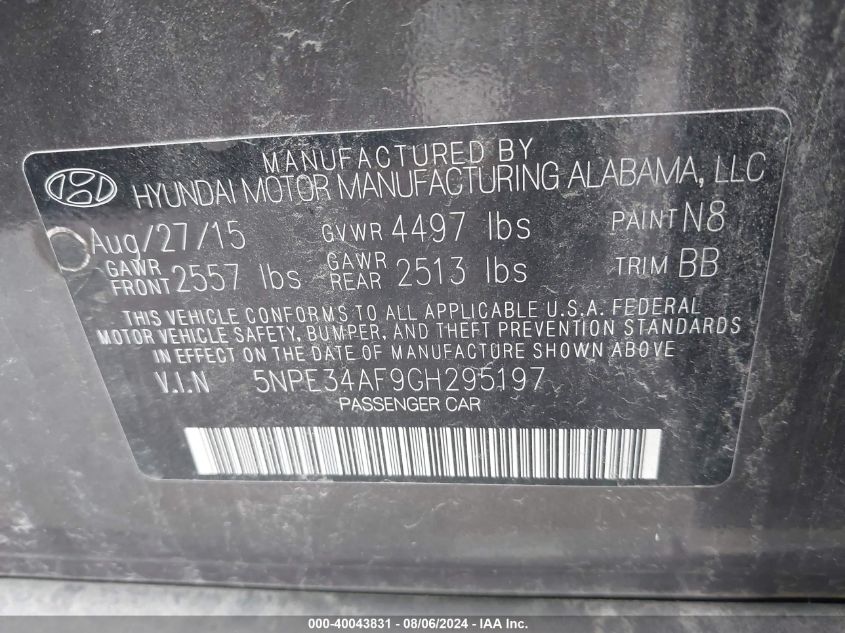 MANUFACTURED BY
HYUNDAI MOTOR MANUFACTURING ALABAMA, LLC
Aug/27/15 GVWR 4497 lbs PAINT N8
GAWR FRONT 2557 lbs GAWR REAR 2513 lbs TRIM BB
THIS VEHICLE CONFORMS TO ALL APPLICABLE U.S.A. FEDERAL
MOTOR VEHICLE SAFETY, BUMPER, AND THEFT PREVENTION STANDARDS
IN EFFECT ON THE DATE OF MANUFACTURE SHOWN ABOVE.
V.I.N 5NPE34AF9GH295197
PASSENGER CAR
000-40043831 - 08/06/2024 - IAA Inc.